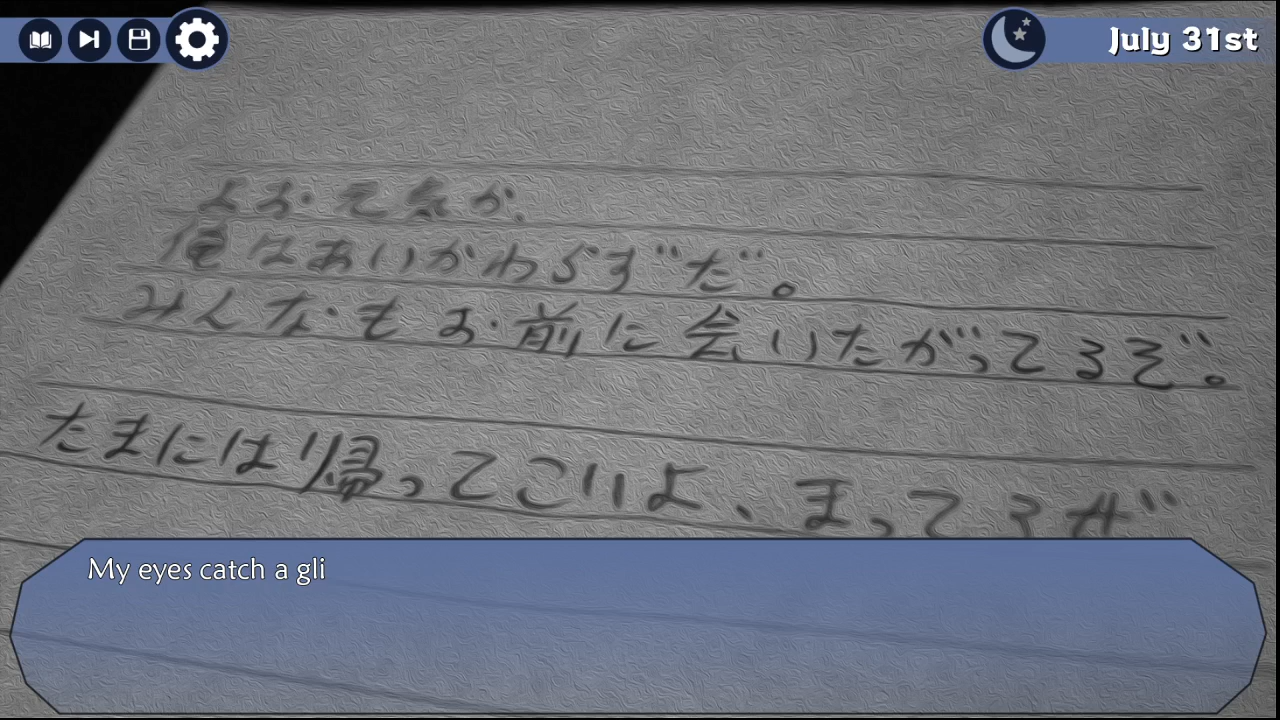 July 31st
よお元気か、
俺はあいかわらずだ。
みんなもお前に会いたがってるぞ。
たまには帰ってこいよ、まってるぜ
My eyes catch a gli